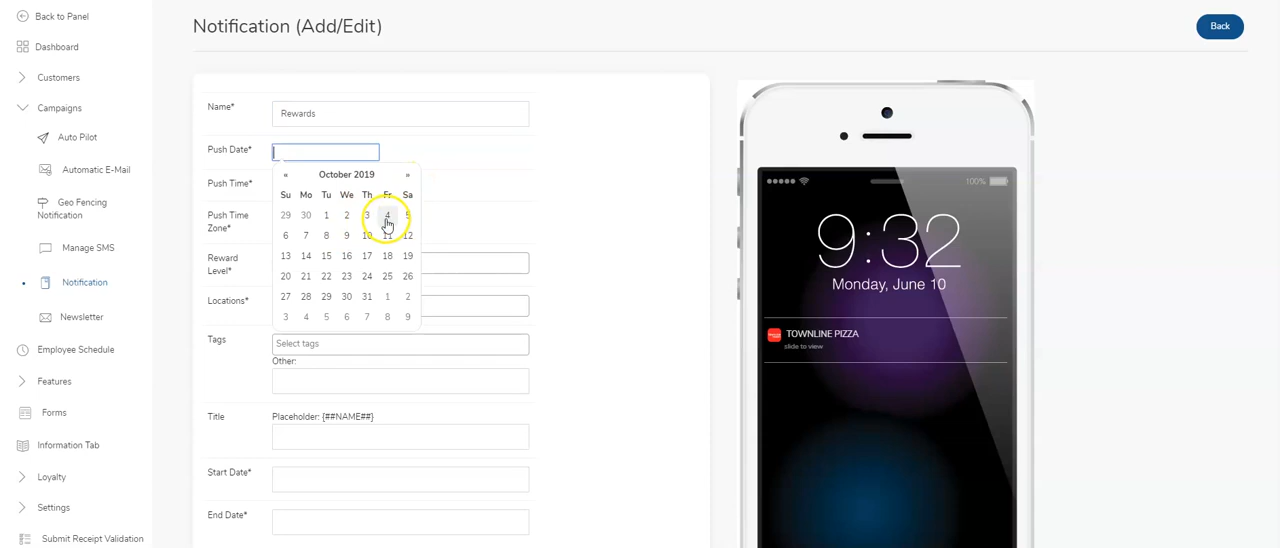 Back to Panel
Dashboard
Customers
Campaigns
Auto Pilot
Automatic E-Mail
Geo Fencing
Notification
Manage SMS
Notification
Newsletter
Employee Schedule
Features
Forms
Information Tab
Loyalty
Settings
Submit Receipt Validation
Notification (Add/Edit)
Back
Name*
Rewards
Push Date*
« October 2019 »
Su Mo Tu We Th Fr Sa
29 30 1 2 3 4 5
6 7 8 9 10 11 12
13 14 15 16 17 18 19
20 21 22 23 24 25 26
27 28 29 30 31 1 2
3 4 5 6 7 8 9
Push Time*
Push Time
Zone*
Reward
Level*
Locations*
Tags
Select tags
Other:
Title
Placeholder: {##NAME##}
Start Date*
End Date*
100%
9:32
Monday, June 10
TOWNLINE PIZZA
slide to view